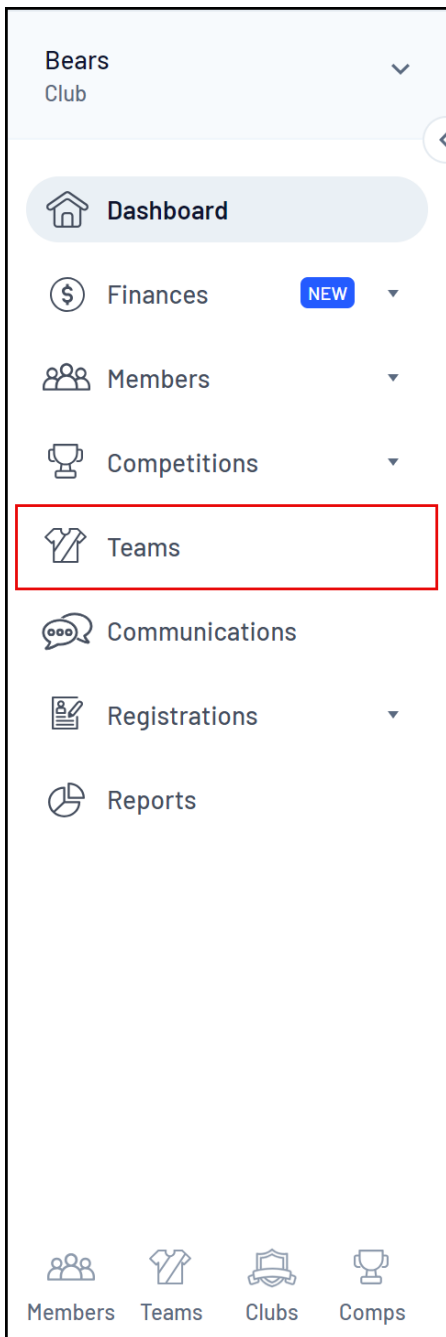 Bears
Club
Dashboard
Finances NEW
Members
Competitions
Teams
Communications
Registrations
Reports
Members Teams Clubs Comps